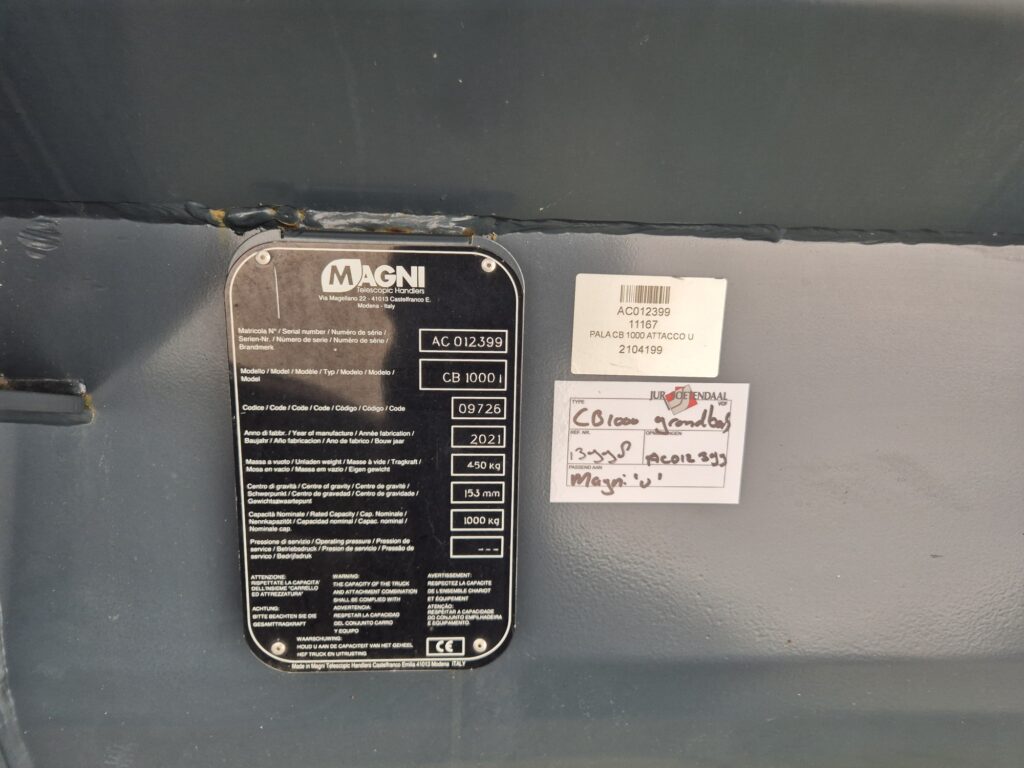 MAGNI
Telescopic Handlers
Via Magellano 22 - 41013 Castelfranco E.
Modena - Italy
Matricola N° / Serial number / Numéro de série /
Serien-Nr. / Número de serie / Numéro de série /
Brandmerk
AC 012399
Modello / Model / Modèle / Typ / Modelo / Modelo /
Model
CB 1000 I
Codice / Code / Code / Code / Código / Código / Code
09726
Anno di fabbr. / Year of manufacture / Année fabrication /
Baujahr / Año fabricacion / Ano de fabrico / Bouw jaar
2021
Massa a vuoto / Unladen weight / Masse à vide / Tragkraft /
Mosa en vacio / Massa em vazio / Eigen gewicht
450 kg
Centro di gravità / Centre of gravity / Centre de gravité /
Schwerpunkt / Centro de gravedad / Centro de gravidade /
Gewichtszwaartepunt
153 mm
Capacità Nominale / Rated Capacity / Cap. Nominale /
Nennkapazität / Capacidad nominal / Capac. nominal /
Nominale cap.
1000 kg
Pressione di servizio / Operating pressure / Pression de
service / Betriebsdruck / Presion de servicio / Pressão de
service / Bedrijfsdruk
---
ATTENZIONE:
RISPETTATE LA CAPACITA'
DELL'INSIEME "CARRELLO
ED ATTREZZATURA"
WARNING:
THE CAPACITY OF THE TRUCK
AND ATTACHMENT COMBINATION
SHALL BE COMPLIED WITH
AVERTISSEMENT:
RESPECTEZ LA CAPACITE
DE L'ENSEMBLE CHARIOT
ET ÉQUIPEMENT
ACHTUNG:
BITTE BEACHTEN SIE DIE
GESAMTTRAGKRAFT
ADVERTENCIA:
RESPETAR LA CAPACIDAD
DEL CONJUNTO CARRO
Y EQUIPO
ATENÇÃO:
RESPEITAR A CAPACIDADE
DO CONJUNTO EMPILHADEIRA
E EQUIPAMENTO.
WAARSCHUWING:
HOUD U AAN DE CAPACITEIT VAN HET GEHEEL
HEF TRUCK EN UITRUSTING
CE
Made in Magni Telescopic Handlers Castelfranco Emilia 41013 Modena ITALY
AC012399
11167
PALA CB 1000 ATTACCO U
2104199
VOF
TYPE
CB1000 grondbak
REF. NR.
13998
AC012399
PASSEND AAN
Magni 'U'